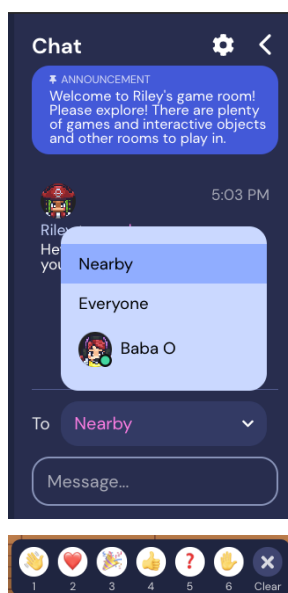 Chat
ANNOUNCEMENT
Welcome to Riley's game room!
Please explore! There are plenty
of games and interactive objects
and other rooms to play in.
5:03 PM
Nearby
Everyone
Baba O
To Nearby
Message...
1 2 3 4 5 6 Clear